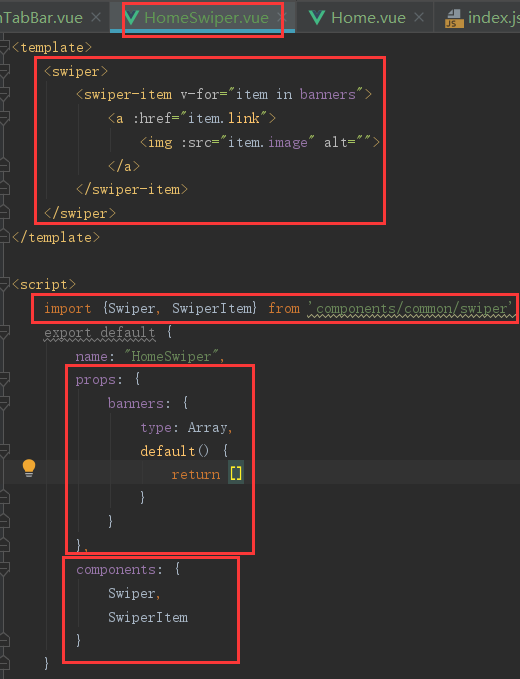 nTabBar.vue HomeSwiper.vue Home.vue index.js
<template>
    <swiper>
        <swiper-item v-for="item in banners">
            <a :href="item.link">
                <img :src="item.image" alt="">
            </a>
        </swiper-item>
    </swiper>
</template>
<script>
    import {Swiper, SwiperItem} from 'components/common/swiper'
    export default {
        name: "HomeSwiper",
        props: {
            banners: {
                type: Array,
                default() {
                    return []
                }
            }
        },
        components: {
            Swiper,
            SwiperItem
        }
    }